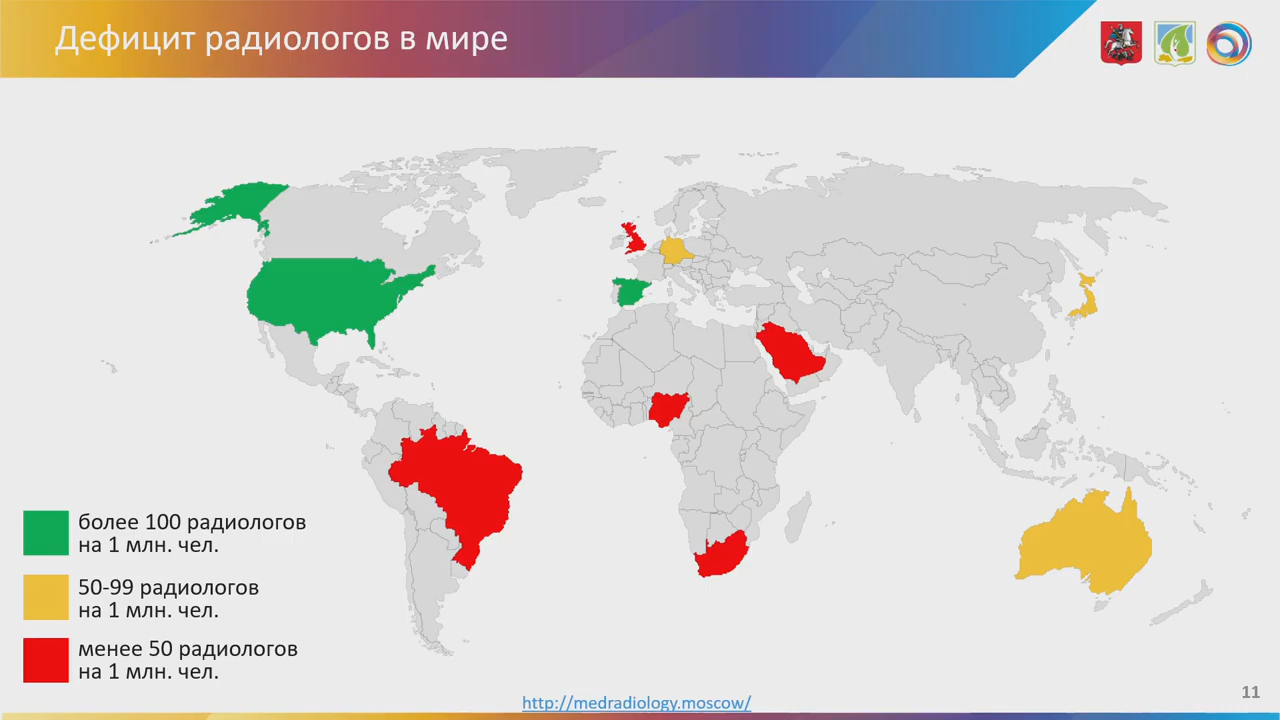 Дефицит радиологов в мире
более 100 радиологов
на 1 млн. чел.
50-99 радиологов
на 1 млн. чел.
менее 50 радиологов
на 1 млн. чел.
http://medradiology.moscow/
11